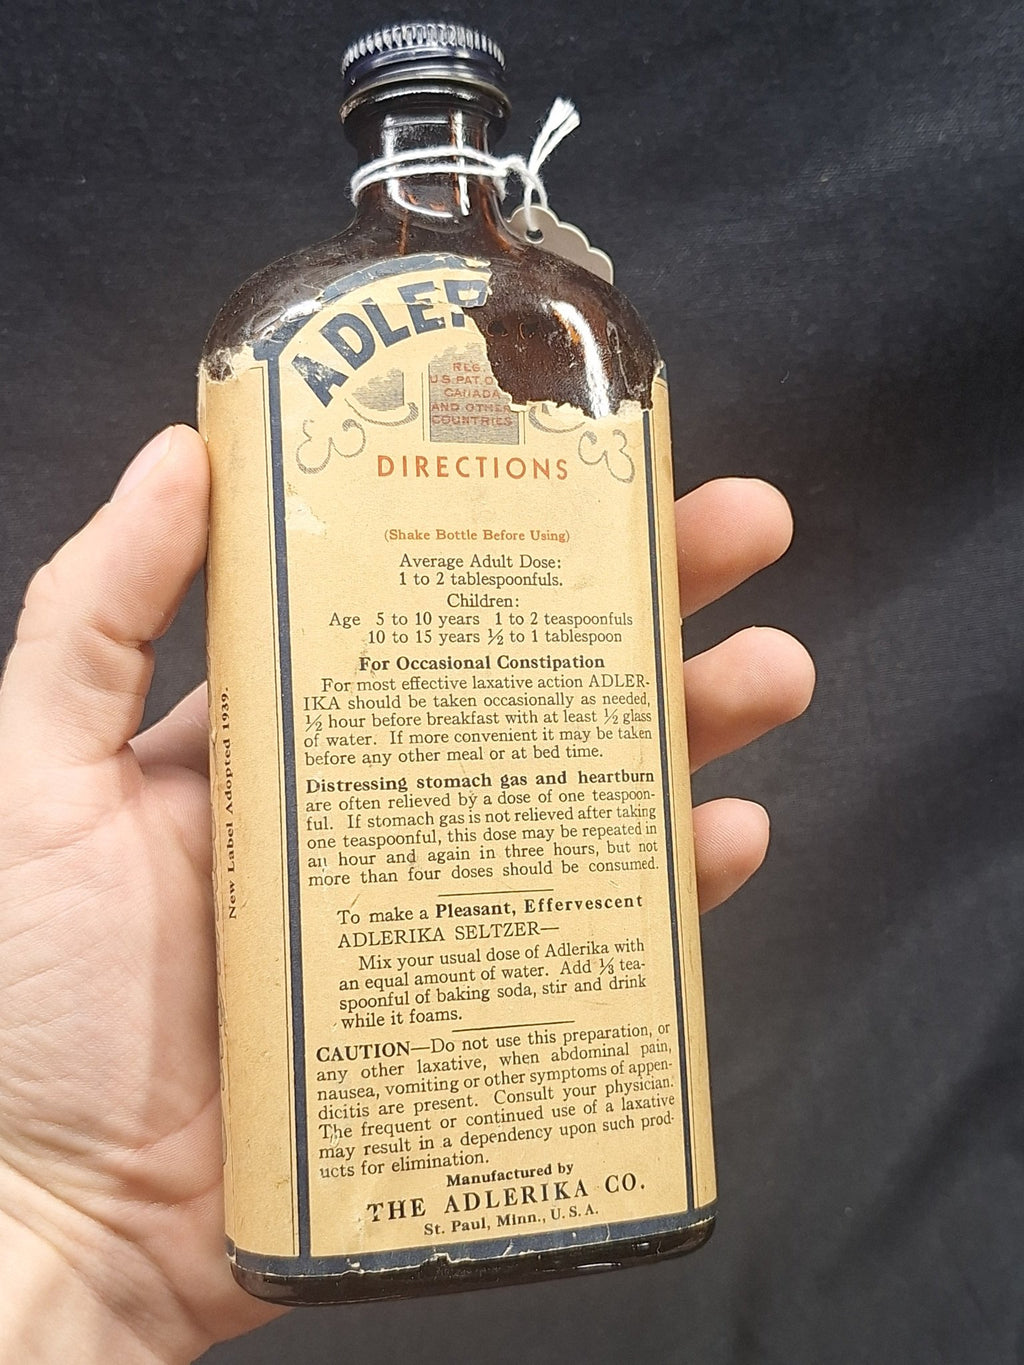 ADLER
REG.
U.S. PAT. O
CANADA
AND OTHER
COUNTRIES
DIRECTIONS
(Shake Bottle Before Using)
Average Adult Dose:
1 to 2 tablespoonfuls.
Children:
Age 5 to 10 years 1 to 2 teaspoonfuls
10 to 15 years ½ to 1 tablespoon
For Occasional Constipation
For most effective laxative action ADLER-
IKA should be taken occasionally as needed,
½ hour before breakfast with at least ½ glass
of water. If more convenient it may be taken
before any other meal or at bed time.
Distressing stomach gas and heartburn
are often relieved by a dose of one teaspoon-
ful. If stomach gas is not relieved after taking
one teaspoonful, this dose may be repeated in
an hour and again in three hours, but not
more than four doses should be consumed.
To make a Pleasant, Effervescent
ADLERIKA SELTZER—
Mix your usual dose of Adlerika with
an equal amount of water. Add ⅓ tea-
spoonful of baking soda, stir and drink
while it foams.
CAUTION—Do not use this preparation, or
any other laxative, when abdominal pain,
nausea, vomiting or other symptoms of appen-
dicitis are present. Consult your physician.
The frequent or continued use of a laxative
may result in a dependency upon such prod-
ucts for elimination.
Manufactured by
THE ADLERIKA CO.
St. Paul, Minn., U. S. A.
New Label Adopted 1939.